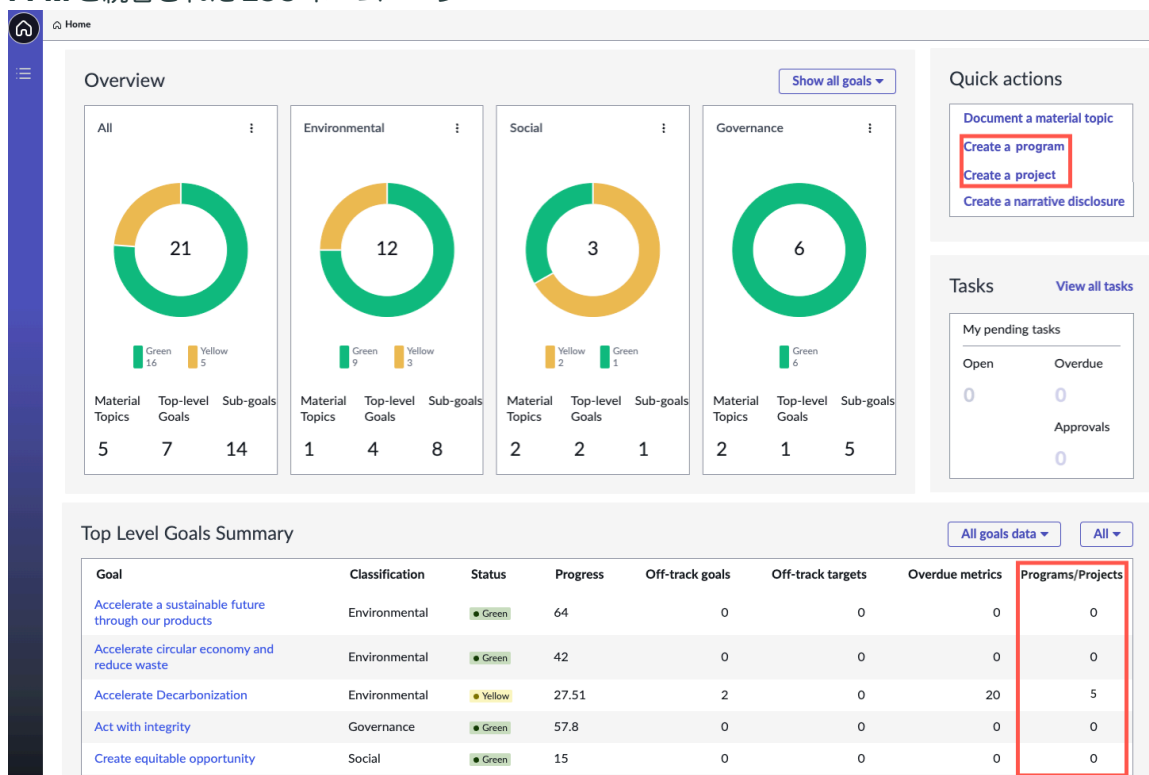 Home
Overview
Show all goals
Quick actions
All
Environmental
Social
Governance
Document a material topic
Create a program
Create a project
Create a narrative disclosure
21
12
3
6
Tasks
View all tasks
My pending tasks
Open
Overdue
0
0
Approvals
0
Green
16
Yellow
5
Green
9
Yellow
3
Yellow
2
Green
1
Green
6
Material Topics
Top-level Goals
Sub-goals
5
7
14
Material Topics
Top-level Goals
Sub-goals
1
4
8
Material Topics
Top-level Goals
Sub-goals
2
2
1
Material Topics
Top-level Goals
Sub-goals
2
1
5
Top Level Goals Summary
All goals data
All
Goal Classification Status Progress Off-track goals Off-track targets Overdue metrics Programs/Projects
Accelerate a sustainable future
through our products Environmental Green 64 0 0 0 0
Accelerate circular economy and
reduce waste Environmental Green 42 0 0 0 0
Accelerate Decarbonization Environmental Yellow 27.51 2 0 20 5
Act with integrity Governance Green 57.8 0 0 0 0
Create equitable opportunity Social Green 15 0 0 0 0